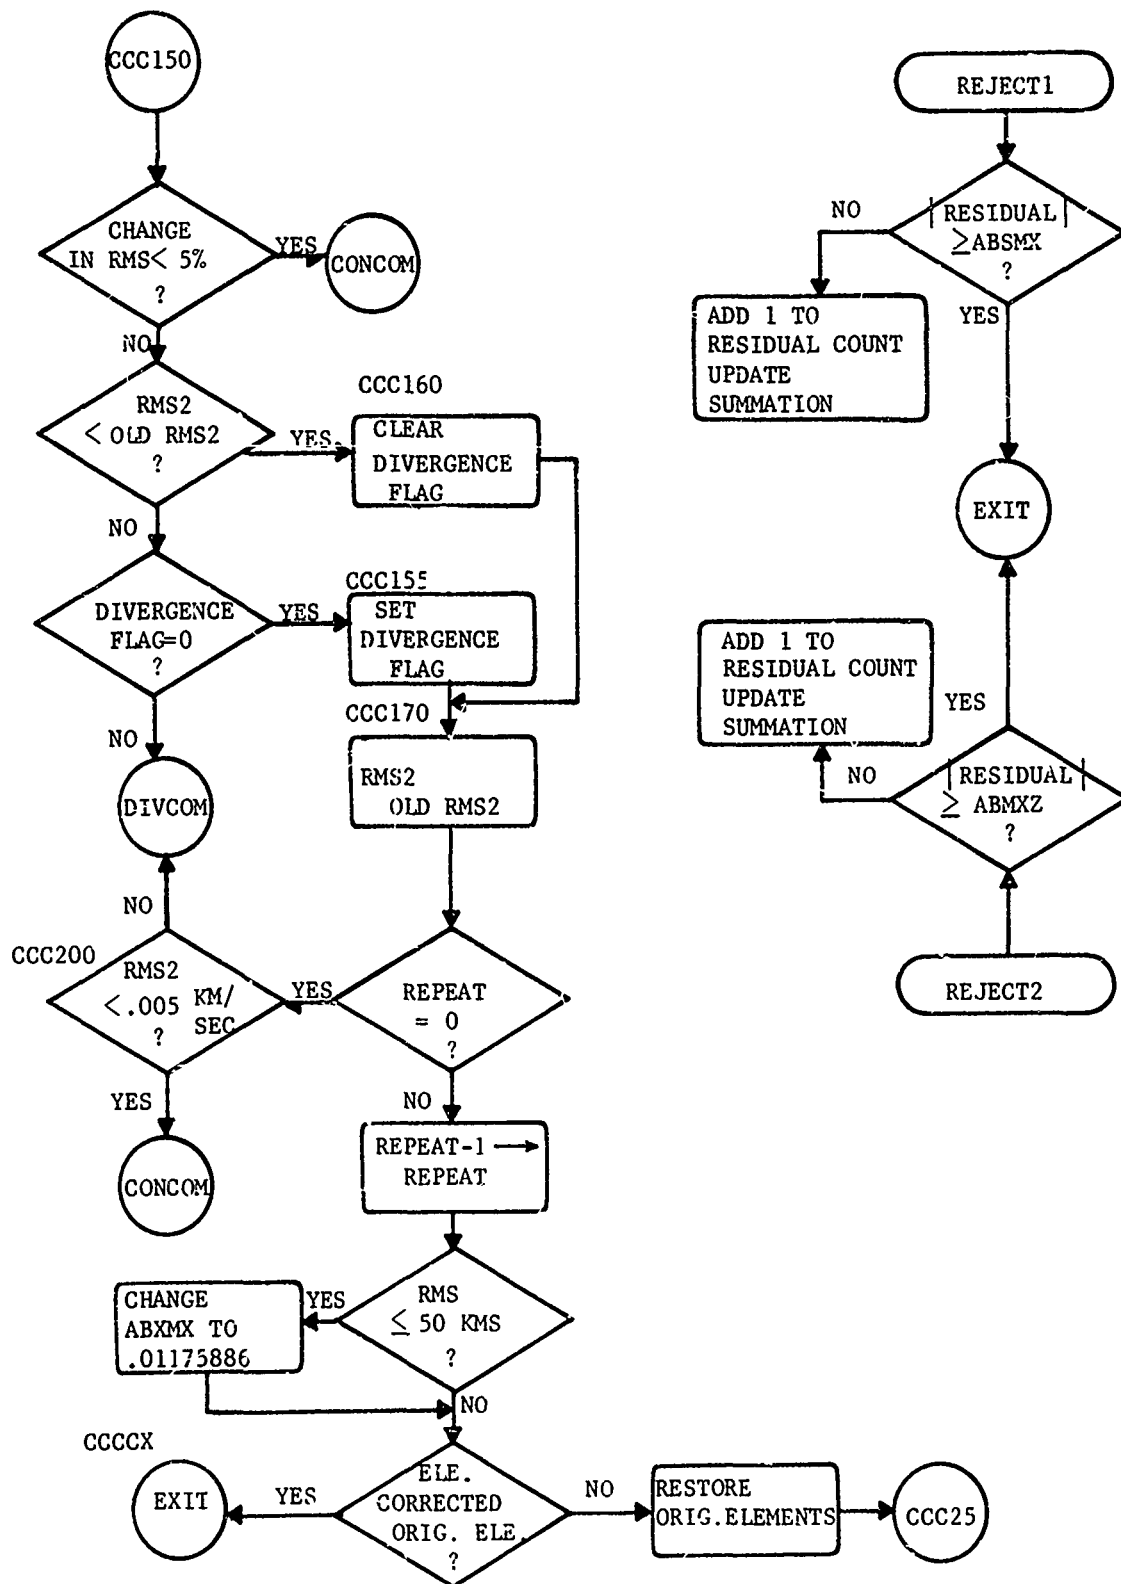 CCC150
CHANGE
IN RMS< 5%
?
YES
CONCOM
NO
RMS2
< OLD RMS2
?
YES
CCC160
CLEAR
DIVERGENCE
FLAG
NO
DIVERGENCE
FLAG=0
?
YES
CCC155
SET
DIVERGENCE
FLAG
NO
DIVCOM
CCC170
RMS2
OLD RMS2
NO
CCC200
RMS2
<.005 KM/
SEC
?
YES
REPEAT
= 0
?
YES
CONCOM
NO
REPEAT-1 →
REPEAT
RMS
≤ 50 KMS
?
YES
CHANGE
ABXMX TO
.01175886
NO
CCCCX
ELE.
CORRECTED
ORIG. ELE.
?
YES
EXIT
NO
RESTORE
ORIG.ELEMENTS
CCC25
REJECT1
|RESIDUAL|
≥ABSMX
?
NO
ADD 1 TO
RESIDUAL COUNT
UPDATE
SUMMATION
YES
EXIT
YES
ADD 1 TO
RESIDUAL COUNT
UPDATE
SUMMATION
NO
|RESIDUAL|
≥ ABMXZ
?
REJECT2